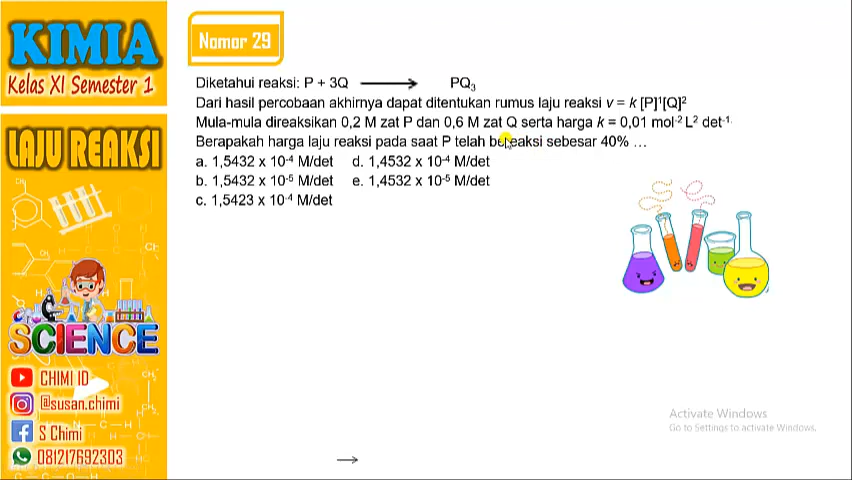 KIMIA
Kelas XI Semester 1
LAJU REAKSI
SCIENCE
CHIMI ID
@susan.chimi
S Chimi
081217692303
Nomor 29
Diketahui reaksi: P + 3Q ⟶ PQ₃
Dari hasil percobaan akhirnya dapat ditentukan rumus laju reaksi v = k [P]¹[Q]²
Mula-mula direaksikan 0,2 M zat P dan 0,6 M zat Q serta harga k = 0,01 mol⁻² L² det⁻¹.
Berapakah harga laju reaksi pada saat P telah bereaksi sebesar 40% ...
a. 1,5432 x 10⁻⁴ M/det d. 1,4532 x 10⁻⁴ M/det
b. 1,5432 x 10⁻⁵ M/det e. 1,4532 x 10⁻⁵ M/det
c. 1,5423 x 10⁻⁴ M/det
Activate Windows
Go to Settings to activate Windows.